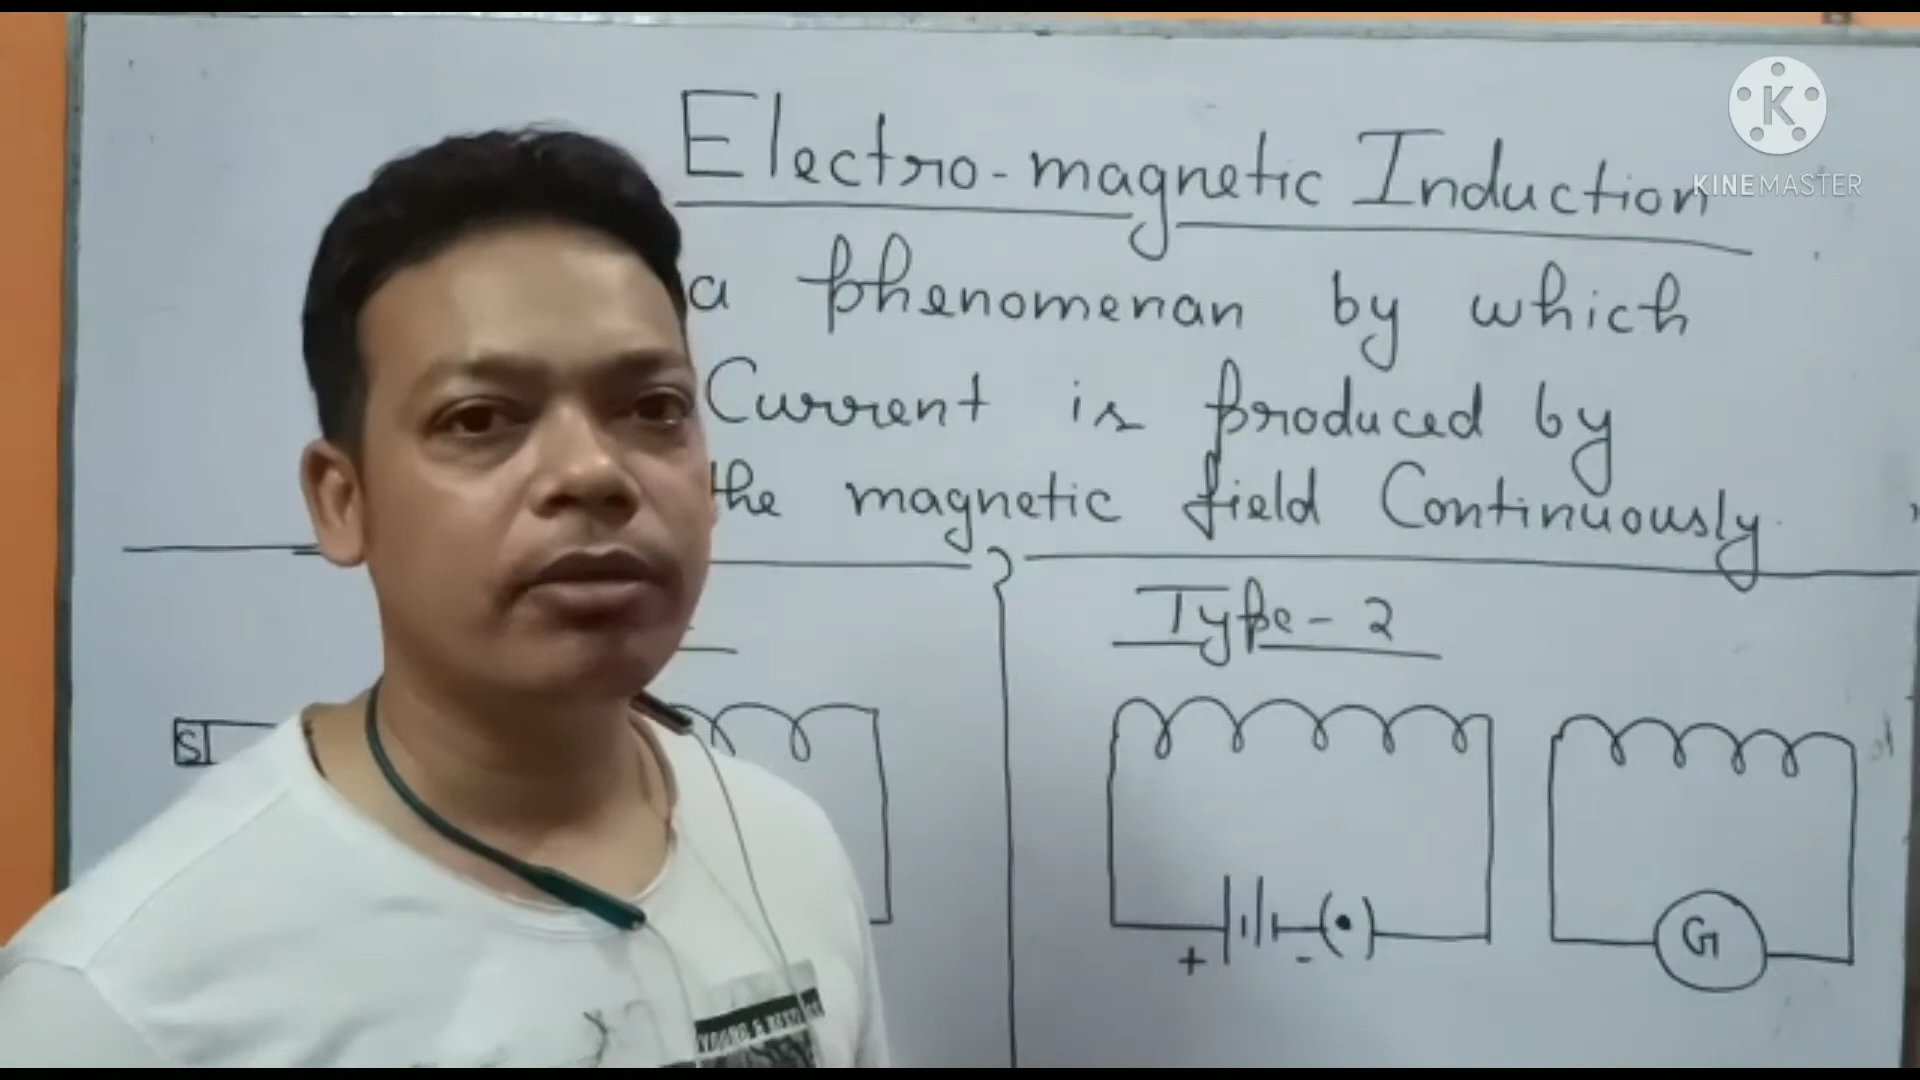 KINEMASTER
Electro-magnetic Induction
a phenomenan by which
Current is produced by
the magnetic field Continuously.
Type-2
S
+ -
G